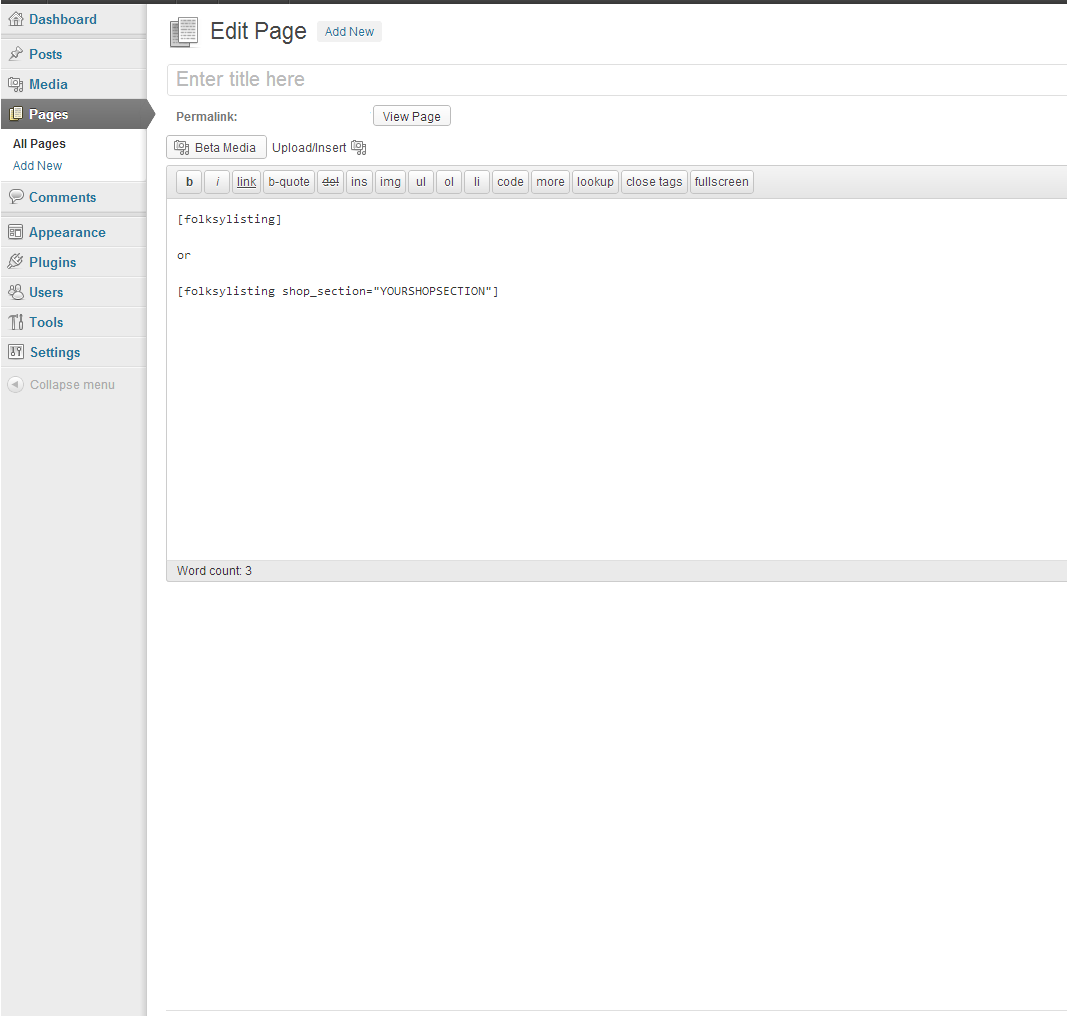 Dashboard
Posts
Media
Pages
All Pages
Add New
Comments
Appearance
Plugins
Users
Tools
Settings
Collapse menu
Edit Page Add New
Enter title here
Permalink: View Page
Beta Media Upload/Insert
b i link b-quote del ins img ul ol li code more lookup close tags fullscreen
[folksylisting]
or
[folksylisting shop_section="YOURSHOPSECTION"]
Word count: 3